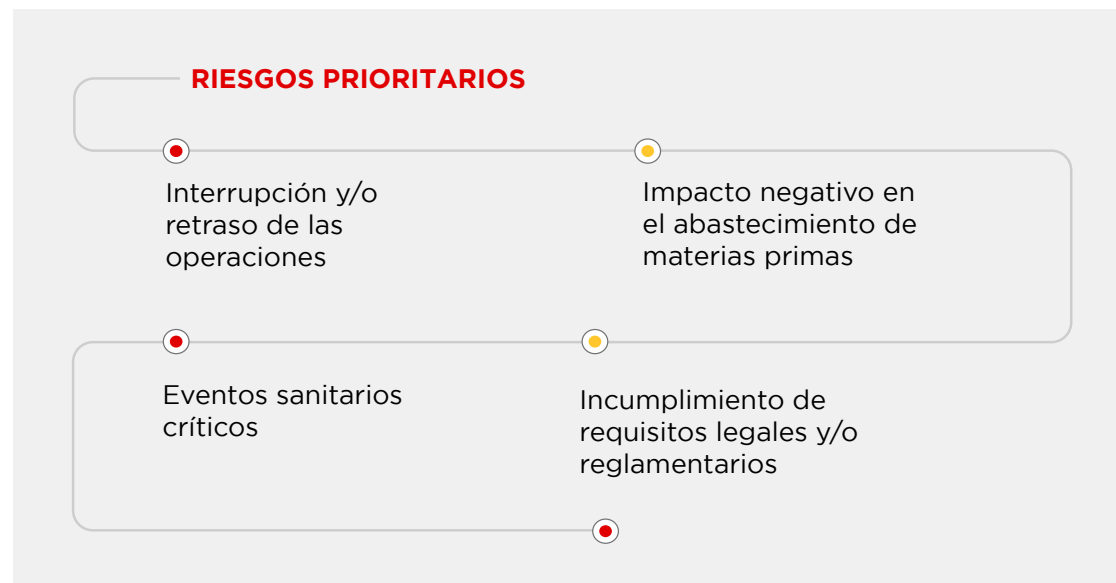 RIESGOS PRIORITARIOS
Interrupción y/o
retraso de las
operaciones
Impacto negativo en
el abastecimiento de
materias primas
Eventos sanitarios
críticos
Incumplimiento de
requisitos legales y/o
reglamentarios